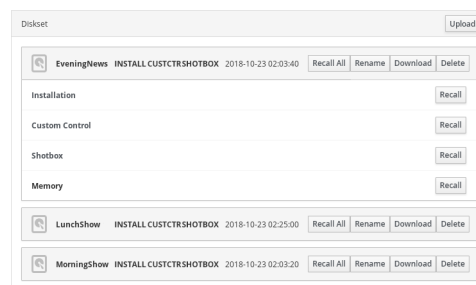 Diskset Upload
EveningNews INSTALL CUSTCTRSHOTBOX 2018-10-23 02:03:40 Recall All Rename Download Delete
Installation Recall
Custom Control Recall
Shotbox Recall
Memory Recall
LunchShow INSTALL CUSTCTRSHOTBOX 2018-10-23 02:25:00 Recall All Rename Download Delete
MorningShow INSTALL CUSTCTRSHOTBOX 2018-10-23 02:03:20 Recall All Rename Download Delete